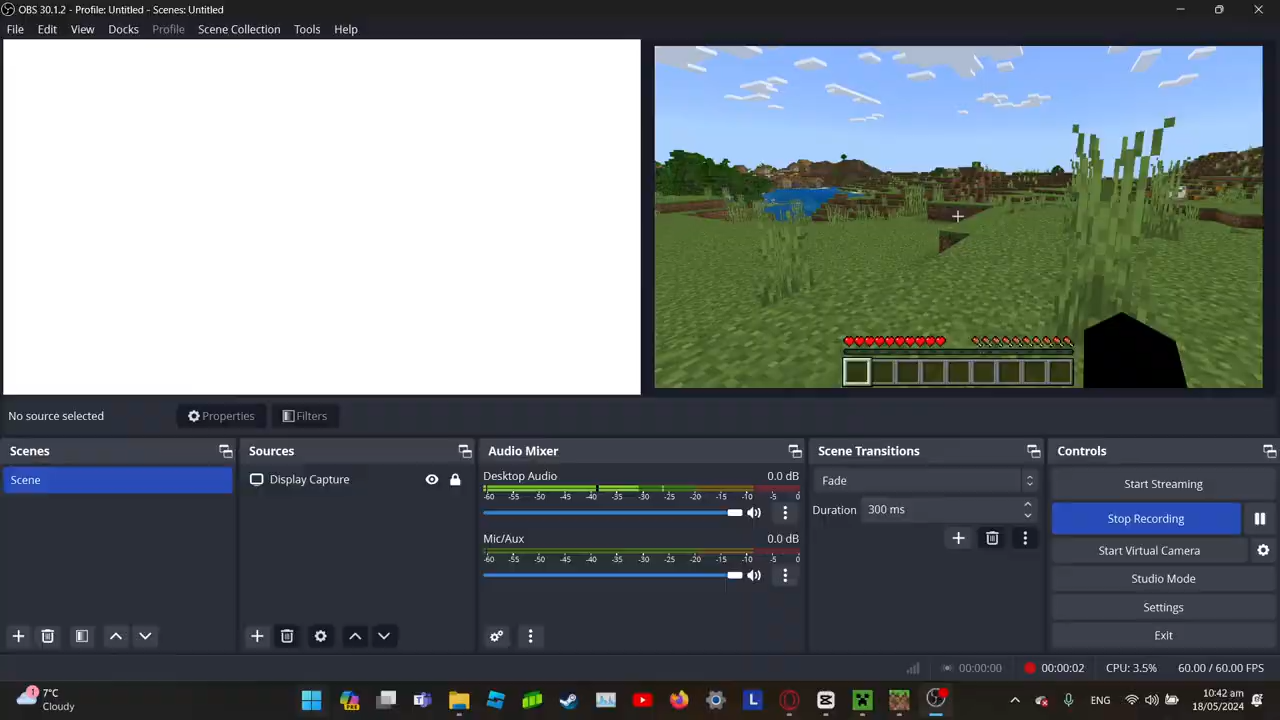 OBS 30.1.2 - Profile: Untitled - Scenes: Untitled
File Edit View Docks Profile Scene Collection Tools Help
No source selected Properties Filters
Scenes
Scene
Sources
Display Capture
Audio Mixer
Desktop Audio 0.0 dB
-60 -55 -50 -45 -40 -35 -30 -25 -20 -15 -10 -5 0
Mic/Aux 0.0 dB
-60 -55 -50 -45 -40 -35 -30 -25 -20 -15 -10 -5 0
Scene Transitions
Fade
Duration 300 ms
Controls
Start Streaming
Stop Recording
Start Virtual Camera
Studio Mode
Settings
Exit
00:00:00 00:00:02 CPU: 3.5% 60.00 / 60.00 FPS
1
7°C
Cloudy
PRE
L
ENG
10:42 am
18/05/2024